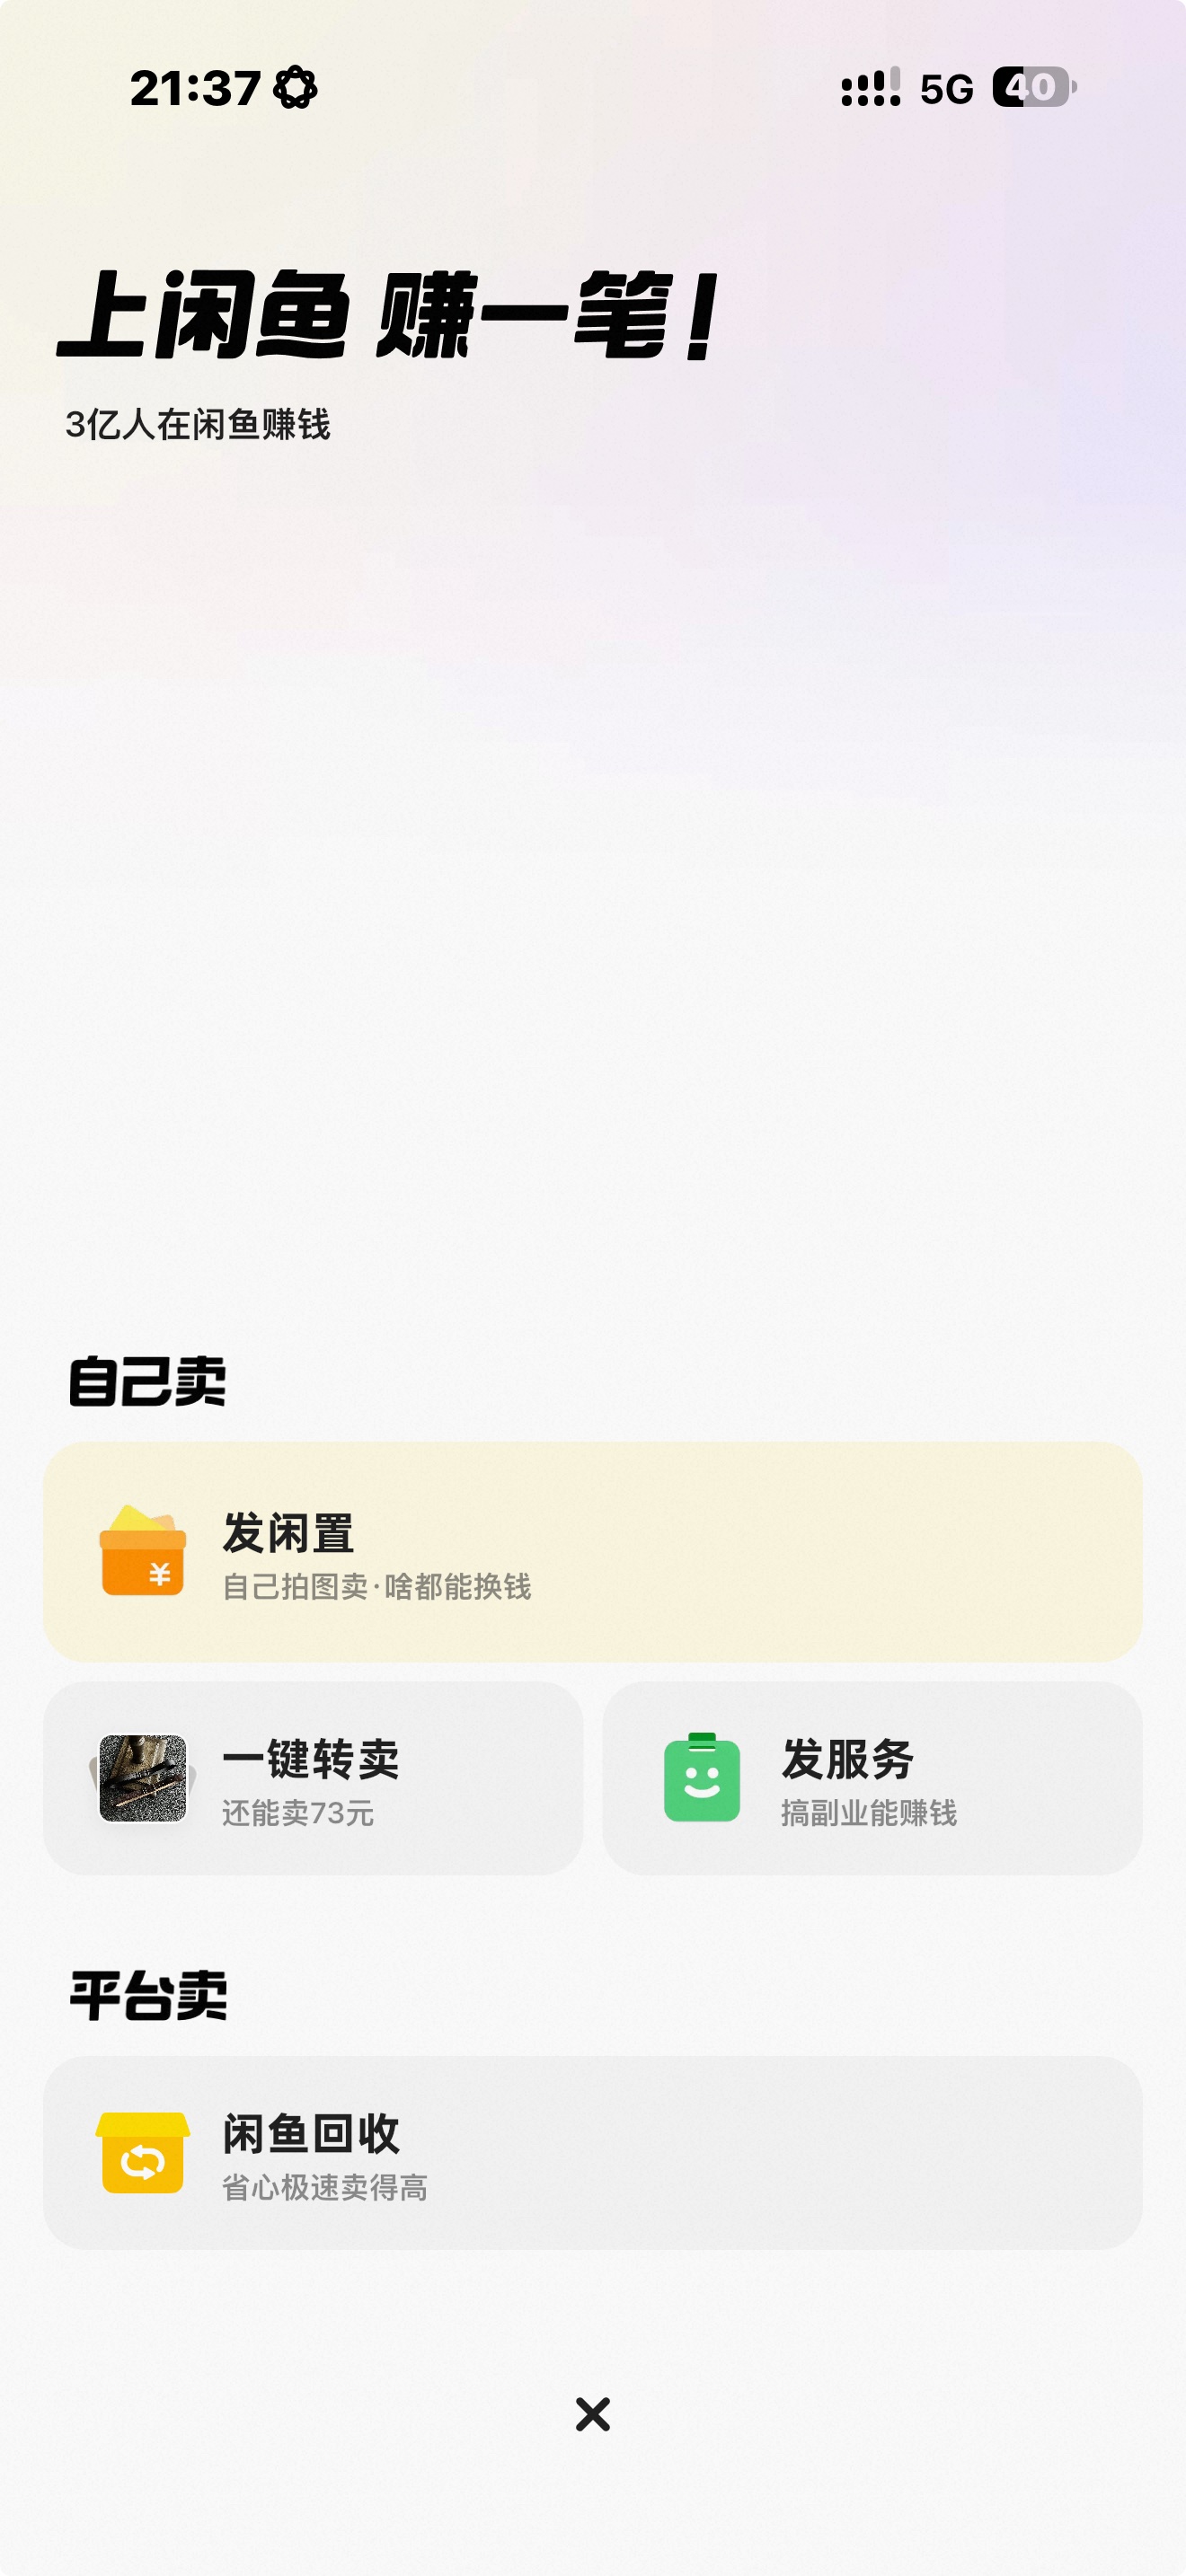 21:37 5G 40
上闲鱼 赚一笔!
3亿人在闲鱼赚钱
自己卖
¥
发闲置
自己拍图卖·啥都能换钱
一键转卖
还能卖73元
发服务
搞副业能赚钱
平台卖
闲鱼回收
省心极速卖得高